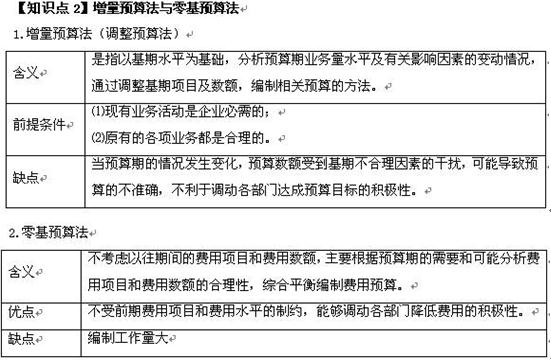 【知识点 2】增量预算法与零基预算法
1.增量预算法（调整预算法）
含义
是指以基期水平为基础，分析预算期业务量水平及有关影响因素的变动情况，
通过调整基期项目及数额，编制相关预算的方法。
前提条件
(1)现有业务活动是企业必需的；
(2)原有的各项业务都是合理的。
缺点
当预算期的情况发生变化，预算数额受到基期不合理因素的干扰，可能导致预
算的不准确，不利于调动各部门达成预算目标的积极性。
2.零基预算法
含义
不考虑以往期间的费用项目和费用数额，主要根据预算期的需要和可能分析费
用项目和费用数额的合理性，综合平衡编制费用预算。
优点
不受前期费用项目和费用水平的制约，能够调动各部门降低费用的积极性。
缺点
编制工作量大